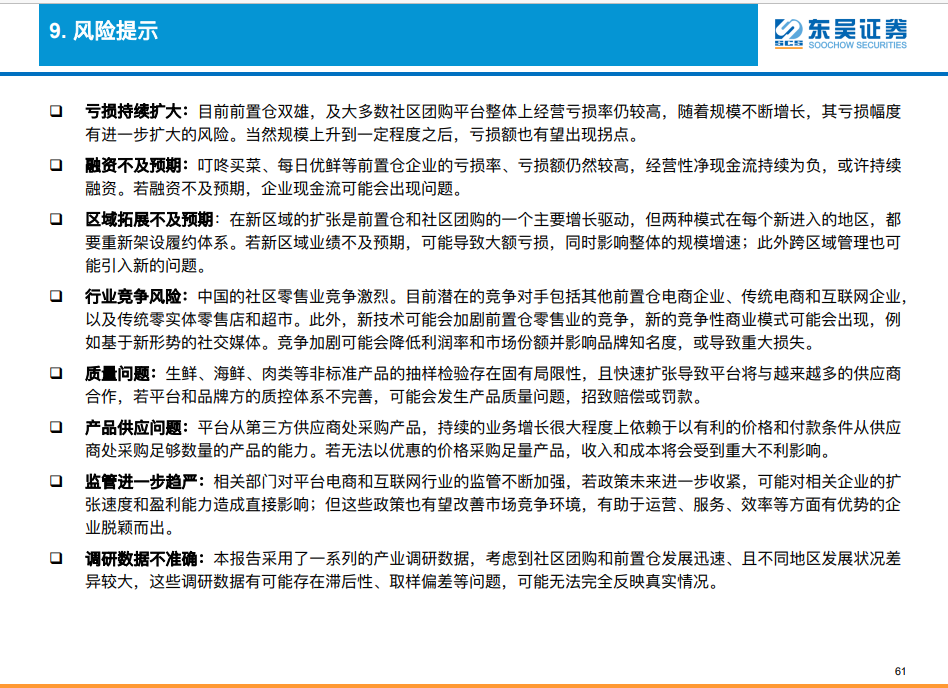 9. 风险提示
SCS
东吴证券
SOOCHOW SECURITIES
❑ 亏损持续扩大：目前前置仓双雄，及大多数社区团购平台整体上经营亏损率仍较高，随着规模不断增长，其亏损幅度
有进一步扩大的风险。当然规模上升到一定程度之后，亏损额也有望出现拐点。
❑ 融资不及预期：叮咚买菜、每日优鲜等前置仓企业的亏损率、亏损额仍然较高，经营性净现金流持续为负，或许持续
融资。若融资不及预期，企业现金流可能会出现问题。
❑ 区域拓展不及预期：在新区域的扩张是前置仓和社区团购的一个主要增长驱动，但两种模式在每个新进入的地区，都
要重新架设履约体系。若新区域业绩不及预期，可能导致大额亏损，同时影响整体的规模增速；此外跨区域管理也可
能引入新的问题。
❑ 行业竞争风险：中国的社区零售业竞争激烈。目前潜在的竞争对手包括其他前置仓电商企业、传统电商和互联网企业，
以及传统零实体零售店和超市。此外，新技术可能会加剧前置仓零售业的竞争，新的竞争性商业模式可能会出现，例
如基于新形势的社交媒体。竞争加剧可能会降低利润率和市场份额并影响品牌知名度，或导致重大损失。
❑ 质量问题：生鲜、海鲜、肉类等非标准产品的抽样检验存在固有局限性，且快速扩张导致平台将与越来越多的供应商
合作，若平台和品牌方的质控体系不完善，可能会发生产品质量问题，招致赔偿或罚款。
❑ 产品供应问题：平台从第三方供应商处采购产品，持续的业务增长很大程度上依赖于以有利的价格和付款条件从供应
商处采购足够数量的产品的能力。若无法以优惠的价格采购足量产品，收入和成本将会受到重大不利影响。
❑ 监管进一步趋严：相关部门对平台电商和互联网行业的监管不断加强，若政策未来进一步收紧，可能对相关企业的扩
张速度和盈利能力造成直接影响；但这些政策也有望改善市场竞争环境，有助于运营、服务、效率等方面有优势的企
业脱颖而出。
❑ 调研数据不准确：本报告采用了一系列的产业调研数据，考虑到社区团购和前置仓发展迅速、且不同地区发展状况差
异较大，这些调研数据有可能存在滞后性、取样偏差等问题，可能无法完全反映真实情况。
61